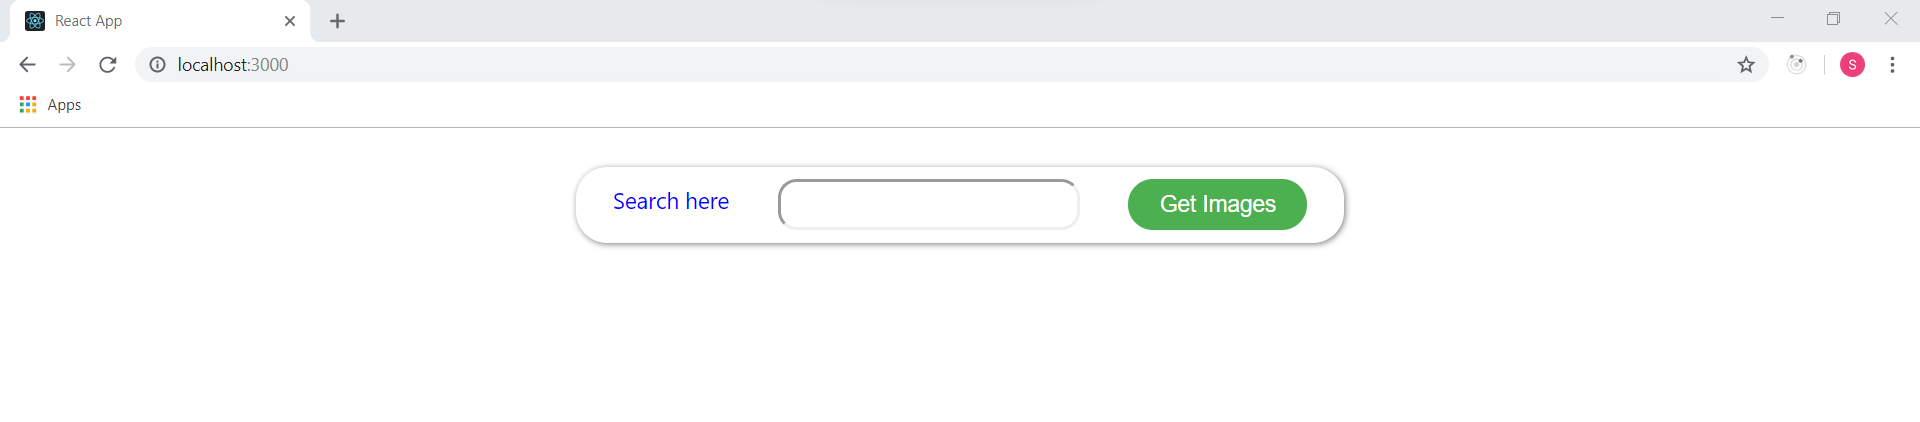 React App
localhost:3000
S
Apps
Search here
Get Images